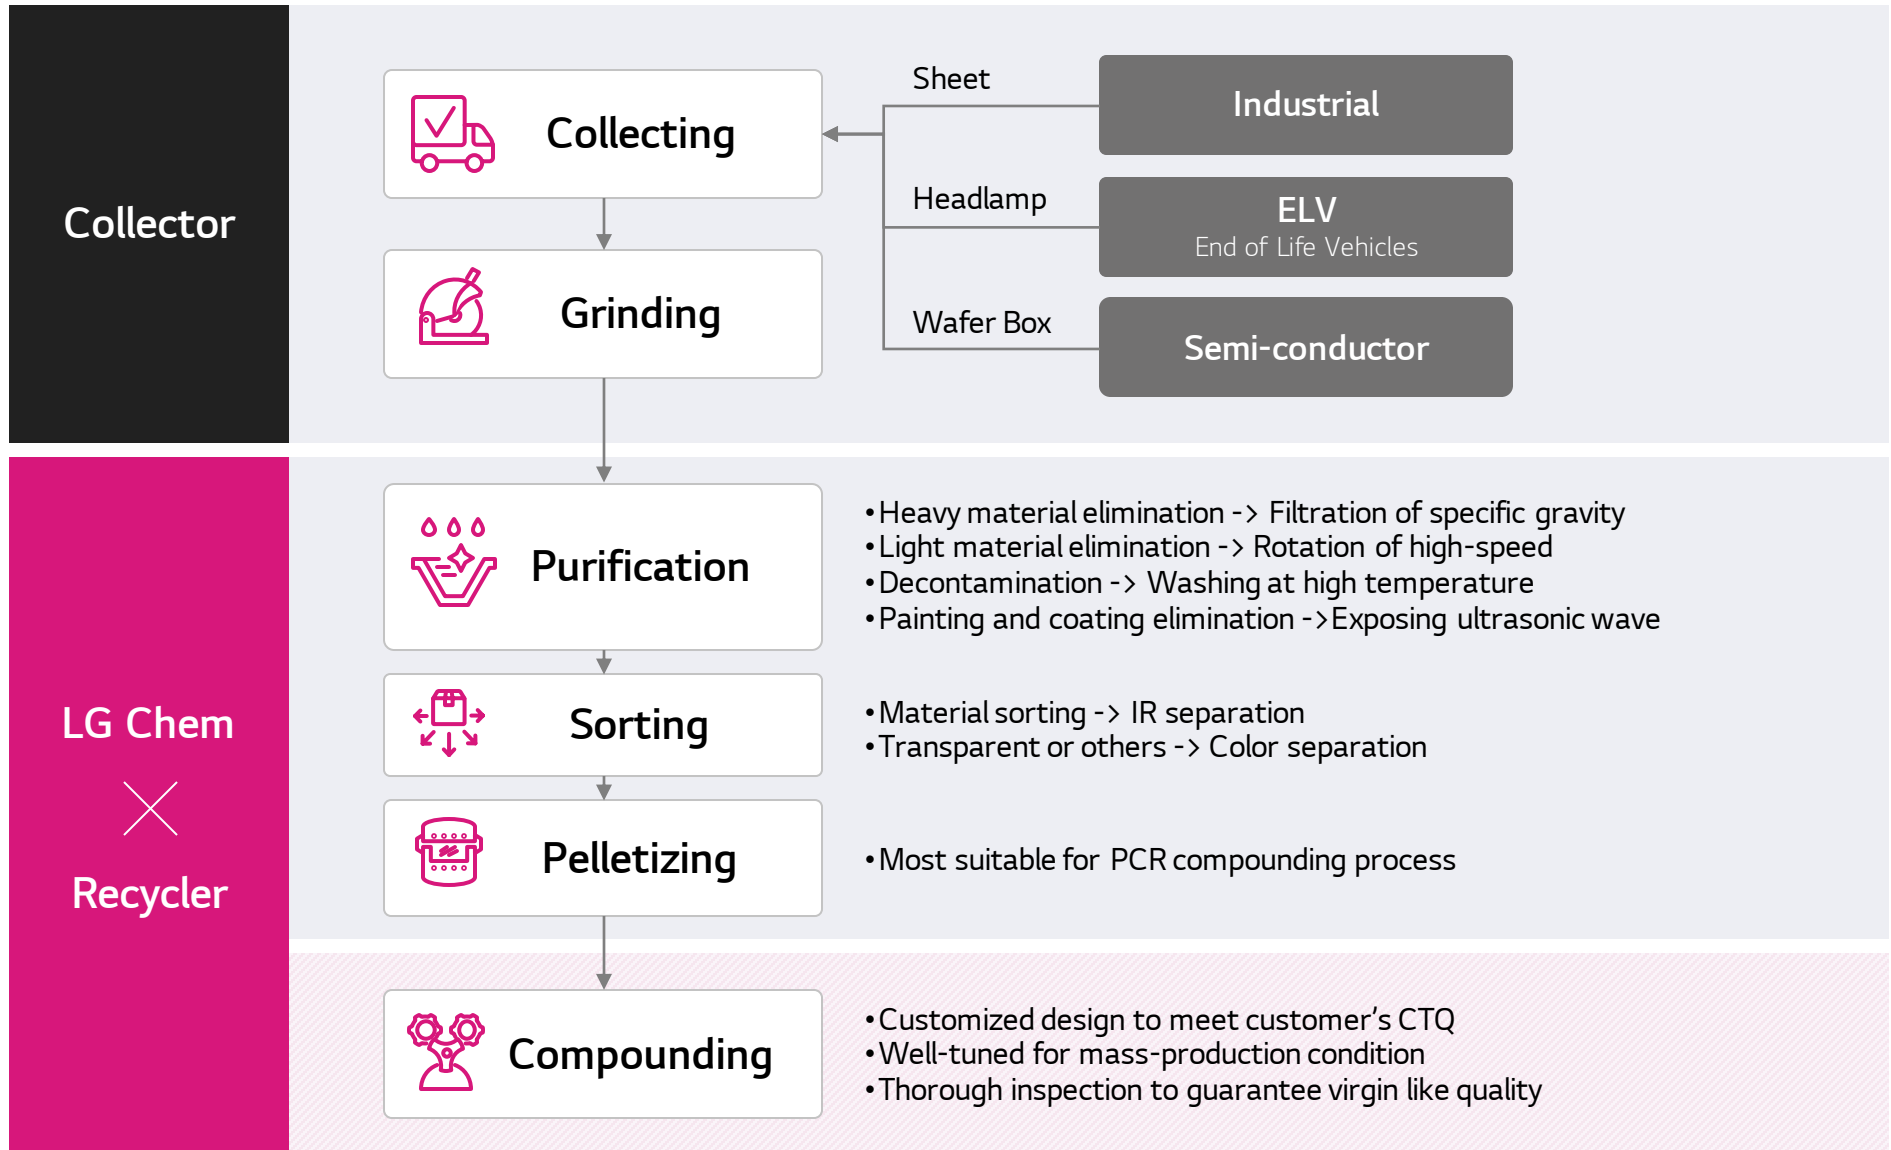 Collector
Collecting
Sheet
Industrial
Headlamp
ELV
End of Life Vehicles
Grinding
Wafer Box
Semi-conductor
LG Chem
Recycler
Purification
•Heavy material elimination -> Filtration of specific gravity
•Light material elimination -> Rotation of high-speed
•Decontamination -> Washing at high temperature
•Painting and coating elimination ->Exposing ultrasonic wave
Sorting
•Material sorting -> IR separation
•Transparent or others -> Color separation
Pelletizing
•Most suitable for PCR compounding process
Compounding
•Customized design to meet customer’s CTQ
•Well-tuned for mass-production condition
•Thorough inspection to guarantee virgin like quality